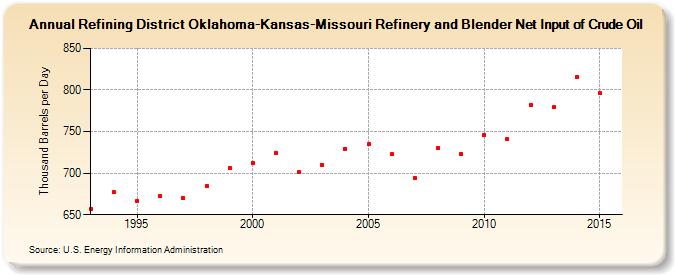 Annual Refining District Oklahoma-Kansas-Missouri Refinery and Blender Net Input of Crude Oil
Thousand Barrels per Day
850
800
750
700
650
1995 2000 2005 2010 2015
Source: U.S. Energy Information Administration